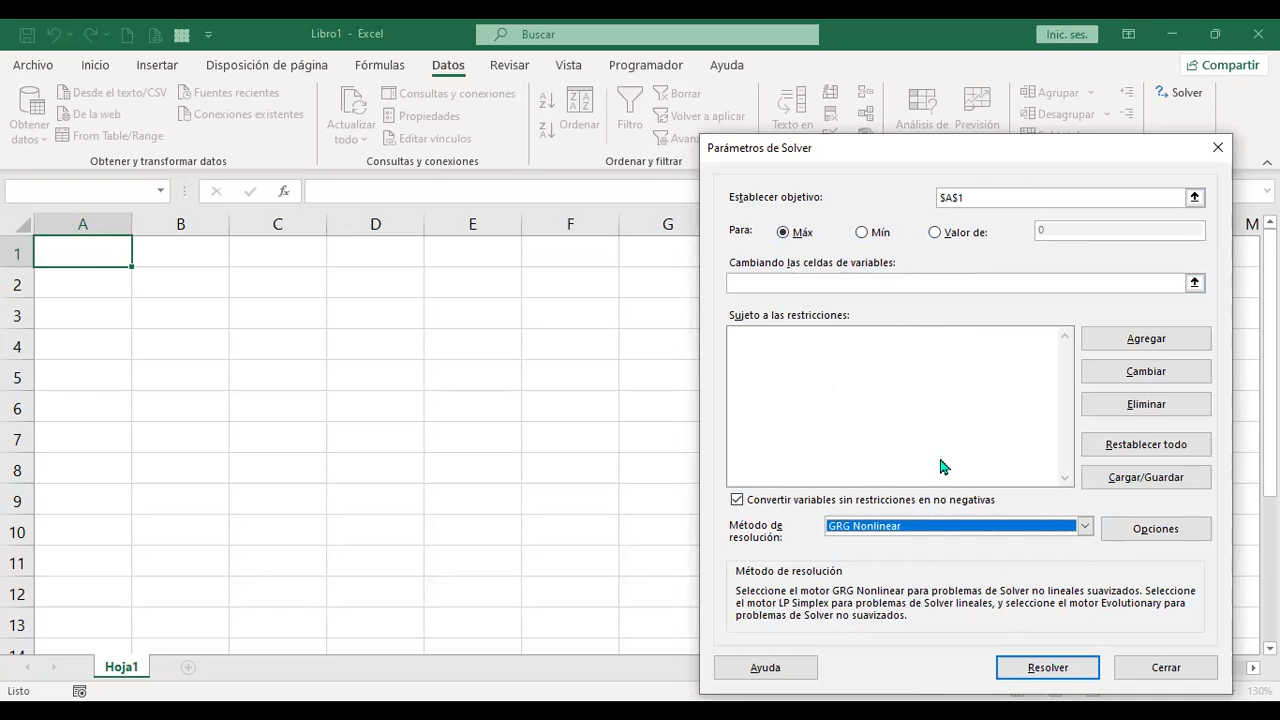 Libro1 - Excel
Buscar
Inic. ses.
Archivo
Inicio
Insertar
Disposición de página
Fórmulas
Datos
Revisar
Vista
Programador
Ayuda
Compartir
Obtener
datos
Desde el texto/CSV
De la web
From Table/Range
Fuentes recientes
Conexiones existentes
Obtener y transformar datos
Actualizar
todo
Consultas y conexiones
Propiedades
Editar vínculos
Consultas y conexiones
Ordenar
Filtro
Borrar
Volver a aplicar
Ordenar y filtrar
Texto en
Análisis de
Previsión
Agrupar
Desagrupar
Solver
A B C D E F G M
1
2
3
4
5
6
7
8
9
10
11
12
13
14
Parámetros de Solver
Establecer objetivo:
$A$1
Para:
Máx
Mín
Valor de:
0
Cambiando las celdas de variables:
Sujeto a las restricciones:
Agregar
Cambiar
Eliminar
Restablecer todo
Cargar/Guardar
Convertir variables sin restricciones en no negativas
Método de
resolución:
GRG Nonlinear
Opciones
Método de resolución
Seleccione el motor GRG Nonlinear para problemas de Solver no lineales suavizados. Seleccione
el motor LP Simplex para problemas de Solver lineales, y seleccione el motor Evolutionary para
problemas de Solver no suavizados.
Ayuda
Resolver
Cerrar
Hoja1
Listo
130%